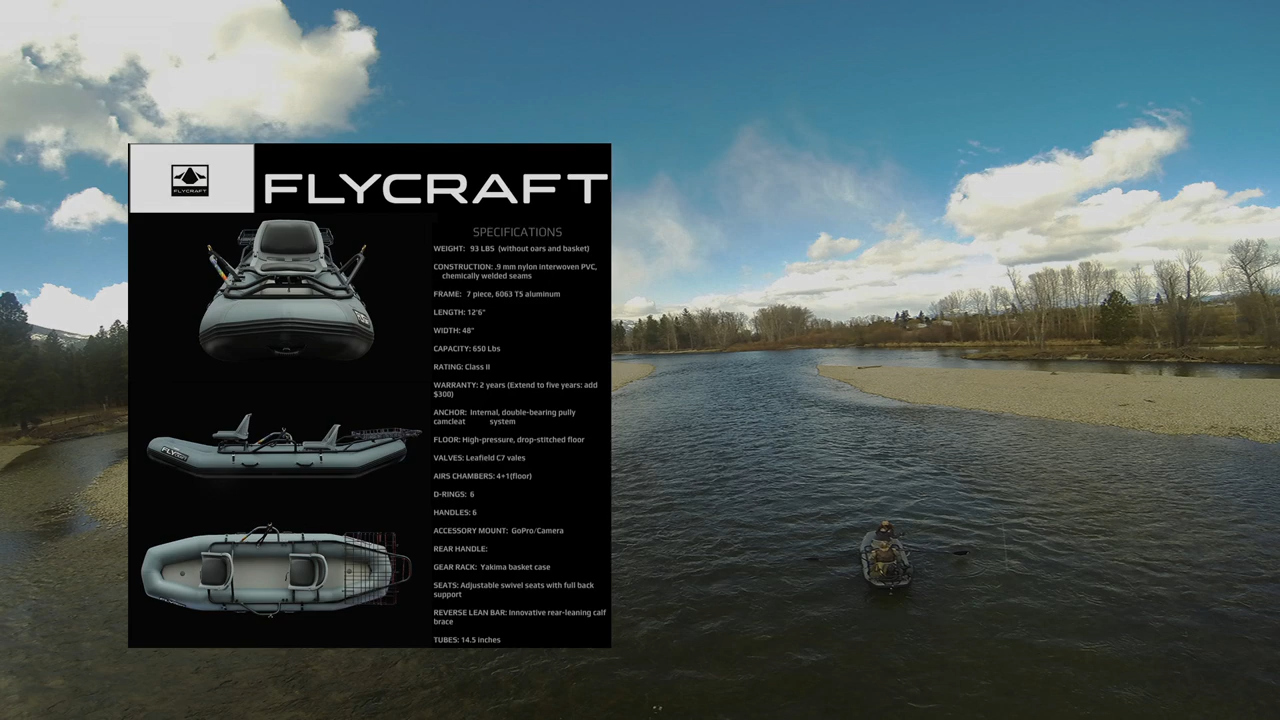 FLYCRAFT
FLYCRAFT
SPECIFICATIONS
WEIGHT: 93 LBS (without oars and basket)
CONSTRUCTION: .9 mm nylon interwoven PVC,
chemically welded seams
FRAME: 7 piece, 6063 T5 aluminum
LENGTH: 12'6"
WIDTH: 48"
CAPACITY: 650 Lbs
RATING: Class II
WARRANTY: 2 years (Extend to five years: add
$300)
ANCHOR: Internal, double-bearing pully
camcleat system
FLOOR: High-pressure, drop-stitched floor
VALVES: Leafield C7 vales
AIRS CHAMBERS: 4+1(floor)
D-RINGS: 6
HANDLES: 6
ACCESSORY MOUNT: GoPro/Camera
REAR HANDLE:
GEAR RACK: Yakima basket case
SEATS: Adjustable swivel seats with full back
support
REVERSE LEAN BAR: Innovative rear-leaning calf
brace
TUBES: 14.5 inches